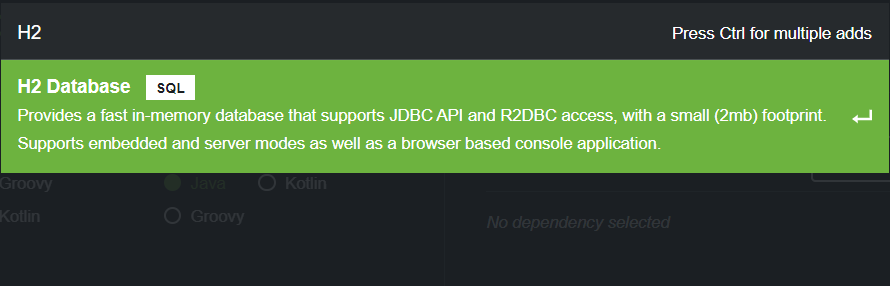 H2
Press Ctrl for multiple adds
H2 Database SQL
Provides a fast in-memory database that supports JDBC API and R2DBC access, with a small (2mb) footprint.
Supports embedded and server modes as well as a browser based console application.
Groovy Java Kotlin
Kotlin Groovy
No dependency selected